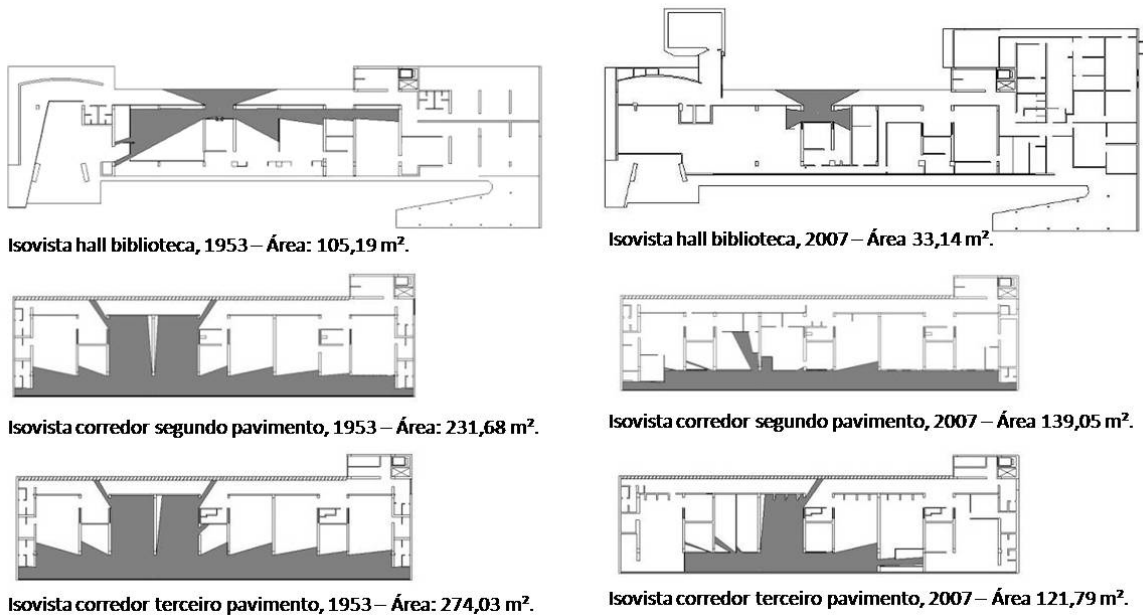 Isovista hall biblioteca, 1953 – Área: 105,19 m².
Isovista hall biblioteca, 2007 – Área 33,14 m².
Isovista corredor segundo pavimento, 1953 – Área: 231,68 m².
Isovista corredor segundo pavimento, 2007 – Área 139,05 m².
Isovista corredor terceiro pavimento, 1953 – Área: 274,03 m².
Isovista corredor terceiro pavimento, 2007 – Área 121,79 m².